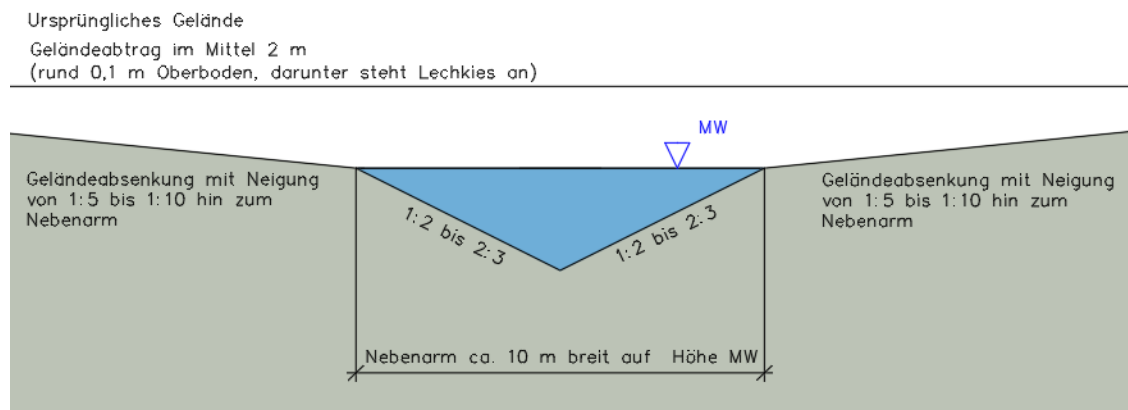 Ursprüngliches Gelände
Geländeabtrag im Mittel 2 m
(rund 0,1 m Oberboden, darunter steht Lechkies an)
MW
Geländeabsenkung mit Neigung
von 1:5 bis 1:10 hin zum
Nebenarm
1:2 bis 2:3
1:2 bis 2:3
Geländeabsenkung mit Neigung
von 1:5 bis 1:10 hin zum
Nebenarm
Nebenarm ca. 10 m breit auf Höhe MW